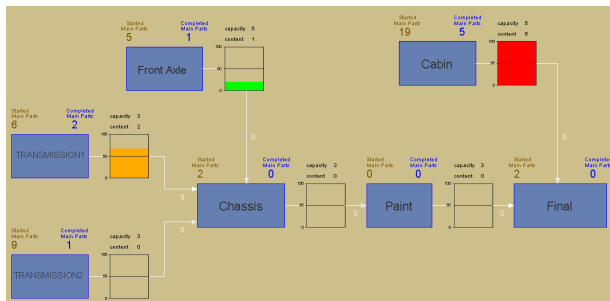 Started
Main Parts
5
Completed
Main Parts
1
capacity 6
content 1
Front Axle
100
50
0
0
Started
Main Parts
19
Completed
Main Parts
5
capacity 5
content 5
Cabin
100
50
0
0
Started
Main Parts
6
Completed
Main Parts
2
capacity 3
content 2
TRANSMISSION1
100
50
0
0
Started
Main Parts
2
Completed
Main Parts
0
capacity 3
content 0
Chassis
100
50
0
0
Started
Main Parts
0
Completed
Main Parts
0
capacity 3
content 0
Paint
100
50
0
0
Started
Main Parts
2
Completed
Main Parts
0
Final
Started
Main Parts
9
Completed
Main Parts
1
capacity 3
content 0
TRANSMISSION2
100
50
0
0